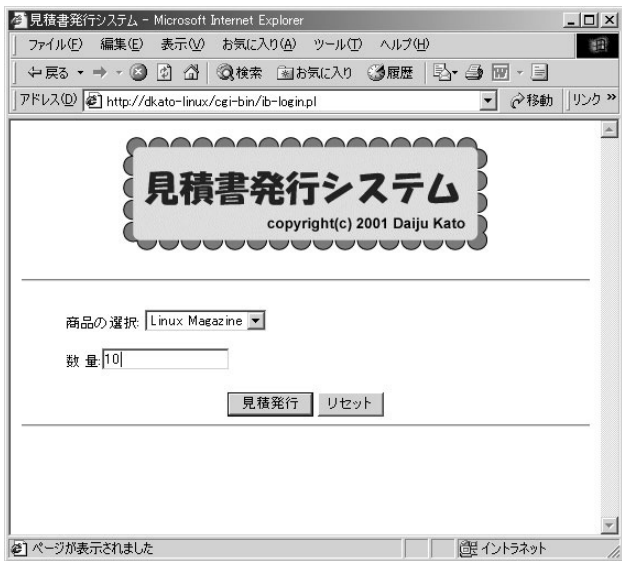 見積書発行システム - Microsoft Internet Explorer
ファイル(F) 編集(E) 表示(V) お気に入り(A) ツール(T) ヘルプ(H)
戻る 検索 お気に入り 履歴
アドレス(D) http://dkato-linux/cgi-bin/ib-login.pl 移動 リンク »
見積書発行システム
copyright(c) 2001 Daiju Kato
商品の選択: Linux Magazine
数 量:10
見積発行 リセット
ページが表示されました イントラネット